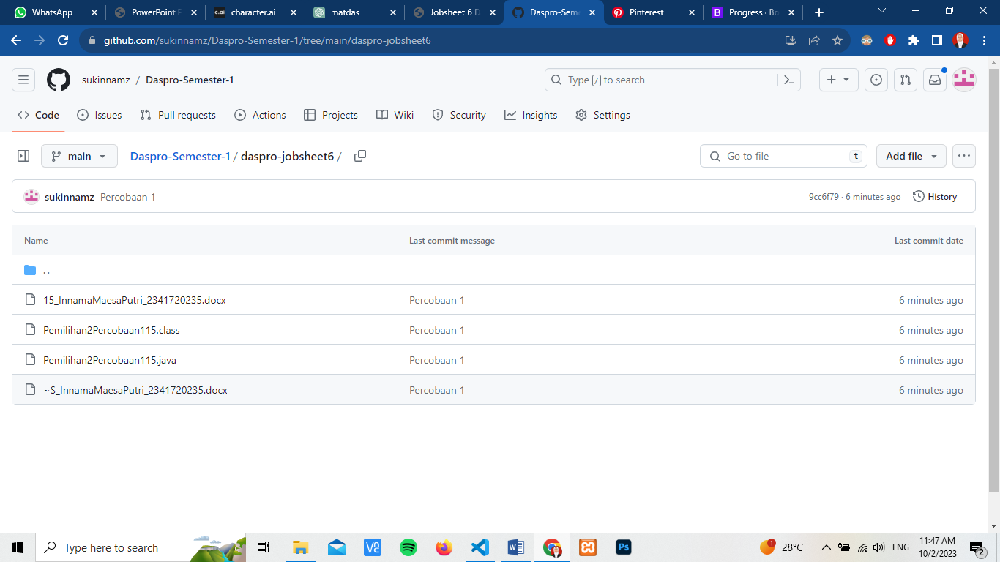 WhatsApp
PowerPoint P
character.ai
matdas
Jobsheet 6 D
Daspro-Sem
Pinterest
Progress · Bo
github.com/sukinnamz/Daspro-Semester-1/tree/main/daspro-jobsheet6
sukinnamz / Daspro-Semester-1
Type / to search
Code
Issues
Pull requests
Actions
Projects
Wiki
Security
Insights
Settings
main
Daspro-Semester-1 / daspro-jobsheet6 /
Go to file t
Add file
sukinnamz Percobaan 1
9cc6f79 · 6 minutes ago
History
Name Last commit message Last commit date
..
15_InnamaMaesaPutri_2341720235.docx Percobaan 1 6 minutes ago
Pemilihan2Percobaan115.class Percobaan 1 6 minutes ago
Pemilihan2Percobaan115.java Percobaan 1 6 minutes ago
~$_InnamaMaesaPutri_2341720235.docx Percobaan 1 6 minutes ago
Type here to search
28°C
ENG
11:47 AM
10/2/2023
2